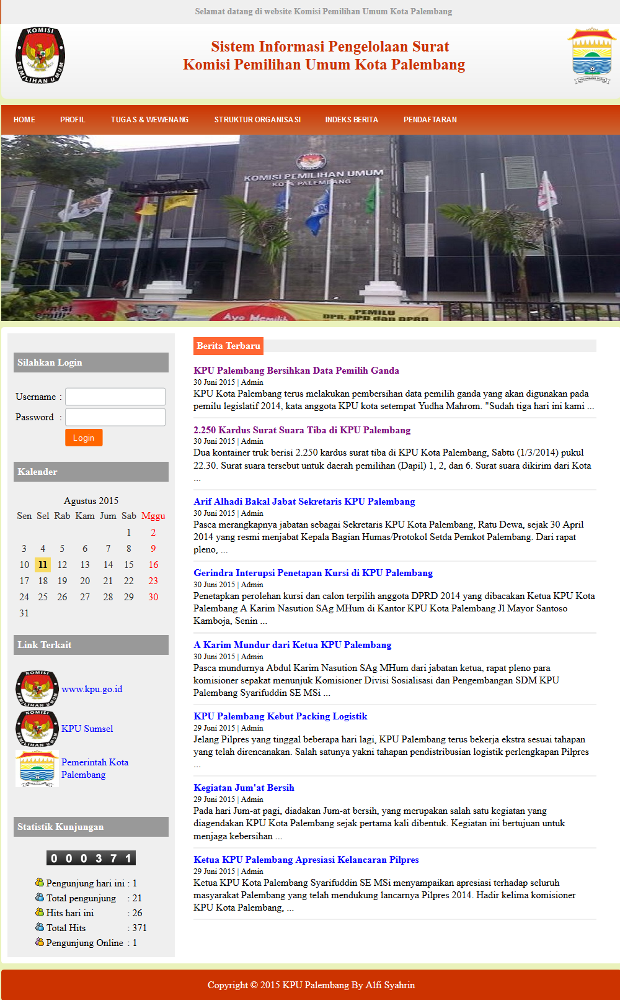 Selamat datang di website Komisi Pemilihan Umum Kota Palembang
KOMISI
PEMILIHAN UMUM
Sistem Informasi Pengelolaan Surat
Komisi Pemilihan Umum Kota Palembang
PALEMBANG DARUSSALAM
HOME
PROFIL
TUGAS & WEWENANG
STRUKTUR ORGANISASI
INDEKS BERITA
PENDAFTARAN
KOMISI PEMILIHAN UMUM
KOTA PALEMBANG
Ayo Memilih
PEMILU
DPR, DPD dan DPRD
Silahkan Login
Username :
Password :
Login
Kalender
Agustus 2015
Sen Sel Rab Kam Jum Sab Mggu
1 2
3 4 5 6 7 8 9
10 11 12 13 14 15 16
17 18 19 20 21 22 23
24 25 26 27 28 29 30
31
Link Terkait
KOMISI
PEMILIHAN UMUM
www.kpu.go.id
KOMISI
PEMILIHAN UMUM
KPU Sumsel
Pemerintah Kota
Palembang
Statistik Kunjungan
0 0 0 3 7 1
Pengunjung hari ini : 1
Total pengunjung : 21
Hits hari ini : 26
Total Hits : 371
Pengunjung Online : 1
Berita Terbaru
KPU Palembang Bersihkan Data Pemilih Ganda
30 Juni 2015 | Admin
KPU Kota Palembang terus melakukan pembersihan data pemilih ganda yang akan digunakan pada
pemilu legislatif 2014, kata anggota KPU kota setempat Yudha Mahrom. "Sudah tiga hari ini kami ...
2.250 Kardus Surat Suara Tiba di KPU Palembang
30 Juni 2015 | Admin
Dua kontainer truk berisi 2.250 kardus surat tiba di KPU Kota Palembang, Sabtu (1/3/2014) pukul
22.30. Surat suara tersebut untuk daerah pemilihan (Dapil) 1, 2, dan 6. Surat suara dikirim dari Kota
...
Arif Alhadi Bakal Jabat Sekretaris KPU Palembang
30 Juni 2015 | Admin
Pasca merangkapnya jabatan sebagai Sekretaris KPU Kota Palembang, Ratu Dewa, sejak 30 April
2014 yang resmi menjabat Kepala Bagian Humas/Protokol Setda Pemkot Palembang. Dari rapat
pleno, ...
Gerindra Interupsi Penetapan Kursi di KPU Palembang
30 Juni 2015 | Admin
Penetapkan perolehan kursi dan calon terpilih anggota DPRD 2014 yang dibacakan Ketua KPU Kota
Palembang A Karim Nasution SAg MHum di Kantor KPU Kota Palembang Jl Mayor Santoso
Kamboja, Senin ...
A Karim Mundur dari Ketua KPU Palembang
30 Juni 2015 | Admin
Pasca mundurnya Abdul Karim Nasution SAg MHum dari jabatan ketua, rapat pleno para
komisioner sepakat menunjuk Komisioner Divisi Sosialisasi dan Pengembangan SDM KPU
Palembang Syarifuddin SE MSi ...
KPU Palembang Kebut Packing Logistik
29 Juni 2015 | Admin
Jelang Pilpres yang tinggal beberapa hari lagi, KPU Palembang terus bekerja ekstra sesuai tahapan
yang telah direncanakan. Salah satunya yakni tahapan pendistribusian logistik perlengkapan Pilpres
...
Kegiatan Jum'at Bersih
29 Juni 2015 | Admin
Pada hari Jum-at pagi, diadakan Jum-at bersih, yang merupakan salah satu kegiatan yang
diagendakan KPU Kota Palembang sejak pertama kali dibentuk. Kegiatan ini bertujuan untuk
menjaga kebersihan ...
Ketua KPU Palembang Apresiasi Kelancaran Pilpres
29 Juni 2015 | Admin
Ketua KPU Kota Palembang Syarifuddin SE MSi menyampaikan apresiasi terhadap seluruh
masyarakat Palembang yang telah mendukung lancarnya Pilpres 2014. Hadir kelima komisioner
KPU Kota Palembang, ...
Copyright © 2015 KPU Palembang By Alfi Syahrin